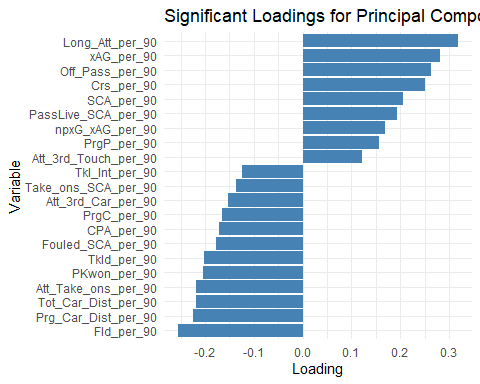 Significant Loadings for Principal Compo
Long_Att_per_90
xAG_per_90
Off_Pass_per_90
Crs_per_90
SCA_per_90
PassLive_SCA_per_90
npxG_xAG_per_90
PrgP_per_90
Att_3rd_Touch_per_90
Tkl_Int_per_90
Take_ons_SCA_per_90
Att_3rd_Car_per_90
PrgC_per_90
CPA_per_90
Fouled_SCA_per_90
Tkld_per_90
PKwon_per_90
Att_Take_ons_per_90
Tot_Car_Dist_per_90
Prg_Car_Dist_per_90
Fld_per_90
Variable
-0.2 -0.1 0.0 0.1 0.2 0.3
Loading